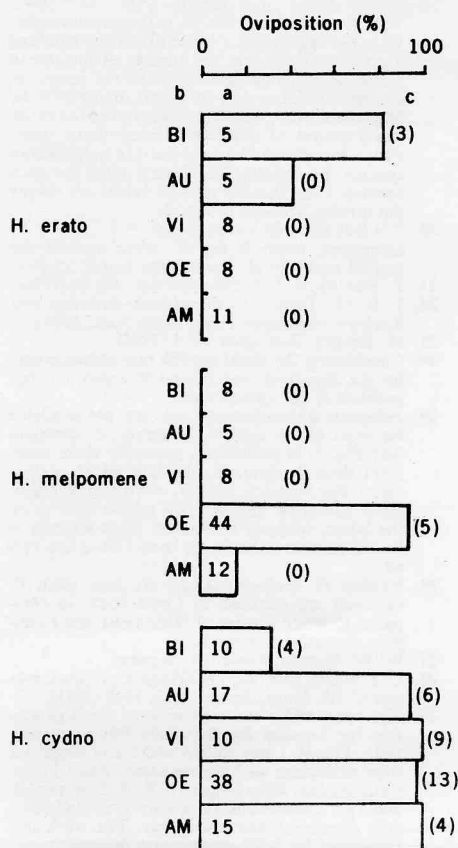 Oviposition (%)
0 100
b a c
BI 5 (3)
AU 5 (0)
H. erato VI 8 (0)
OE 8 (0)
AM 11 (0)
BI 8 (0)
AU 5 (0)
H. melpomene VI 8 (0)
OE 44 (5)
AM 12 (0)
BI 10 (4)
AU 17 (6)
H. cydno VI 10 (9)
OE 38 (13)
AM 15 (4)